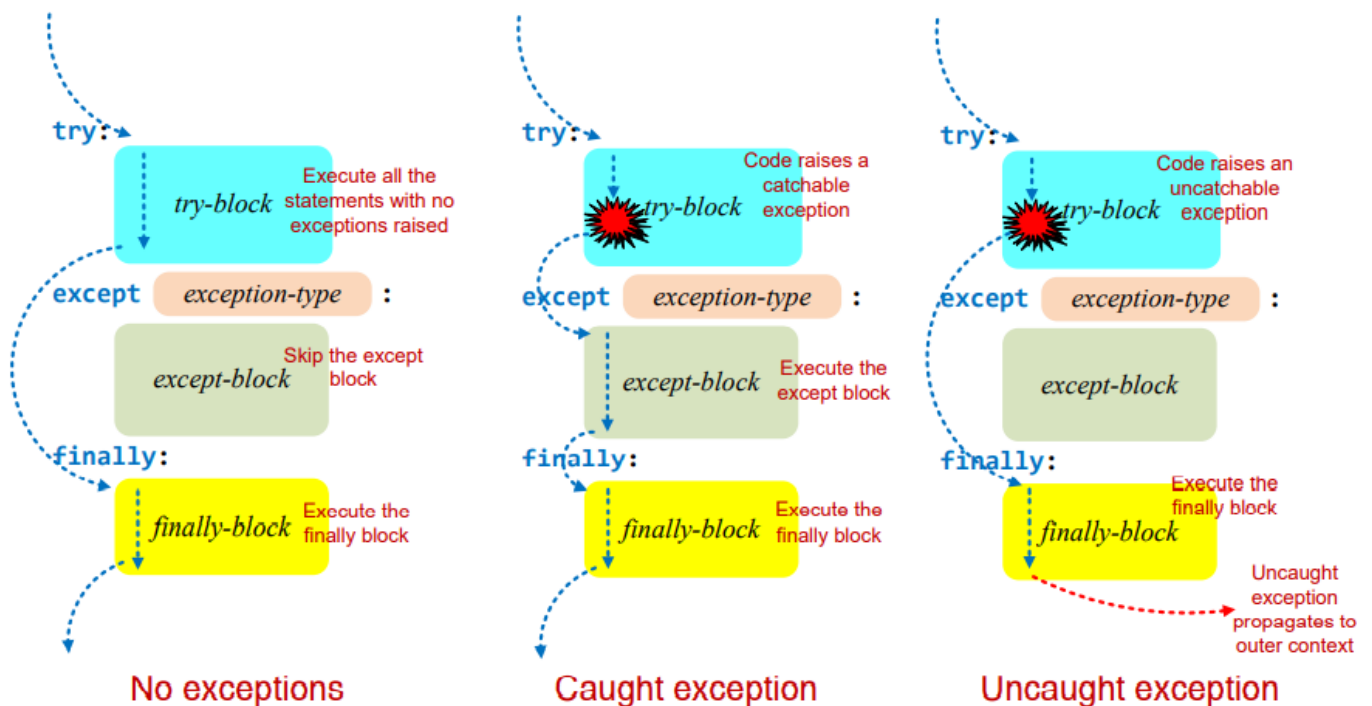 try:
Execute all the
statements with no
exceptions raised
try-block
except exception-type :
Skip the except
block
except-block
finally:
Execute the
finally block
finally-block
No exceptions
try:
Code raises a
catchable
exception
try-block
except exception-type :
Execute the
except block
except-block
finally:
Execute the
finally block
finally-block
Caught exception
try:
Code raises an
uncatchable
exception
try-block
except exception-type :
except-block
finally:
Execute the
finally block
finally-block
Uncaught
exception
propagates to
outer context
Uncaught exception